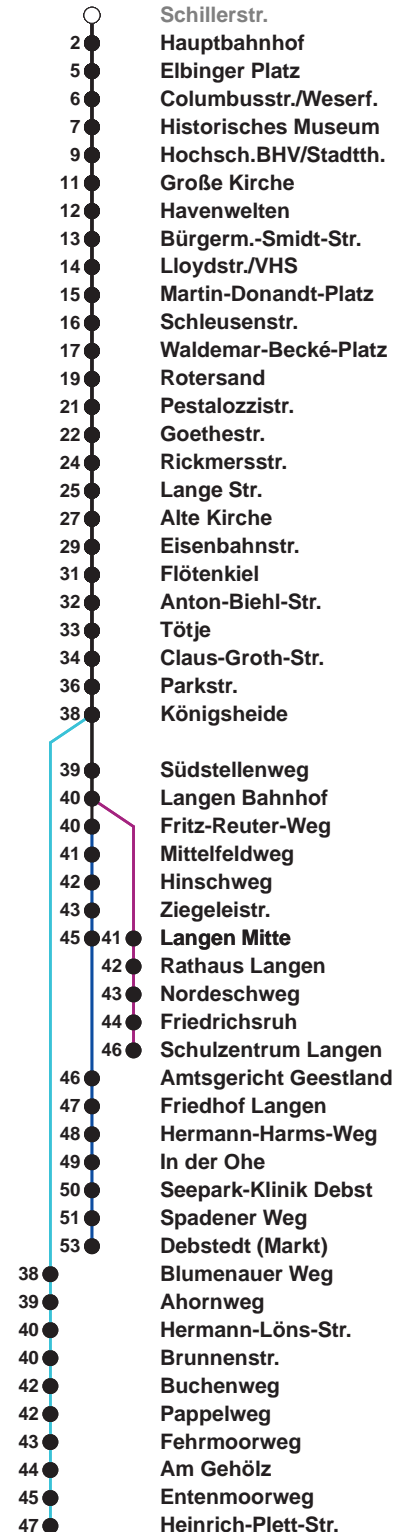 Schillerstr.
2 Hauptbahnhof
5 Elbinger Platz
6 Columbusstr./Weserf.
7 Historisches Museum
9 Hochsch.BHV/Stadtth.
11 Große Kirche
12 Havenwelten
13 Bürgerm.-Smidt-Str.
14 Lloydstr./VHS
15 Martin-Donandt-Platz
16 Schleusenstr.
17 Waldemar-Becké-Platz
19 Rotersand
21 Pestalozzistr.
22 Goethestr.
24 Rickmersstr.
25 Lange Str.
27 Alte Kirche
29 Eisenbahnstr.
31 Flötenkiel
32 Anton-Biehl-Str.
33 Tötje
34 Claus-Groth-Str.
36 Parkstr.
38 Königsheide
39 Südstellenweg
40 Langen Bahnhof
40 Fritz-Reuter-Weg
41 Mittelfeldweg
42 Hinschweg
43 Ziegeleistr.
45 41 Langen Mitte
42 Rathaus Langen
43 Nordeschweg
44 Friedrichsruh
46 Schulzentrum Langen
46 Amtsgericht Geestland
47 Friedhof Langen
48 Hermann-Harms-Weg
49 In der Ohe
50 Seepark-Klinik Debst
51 Spadener Weg
53 Debstedt (Markt)
38 Blumenauer Weg
39 Ahornweg
40 Hermann-Löns-Str.
40 Brunnenstr.
42 Buchenweg
42 Pappelweg
43 Fehrmoorweg
44 Am Gehölz
45 Entenmoorweg
47 Heinrich-Plett-Str.